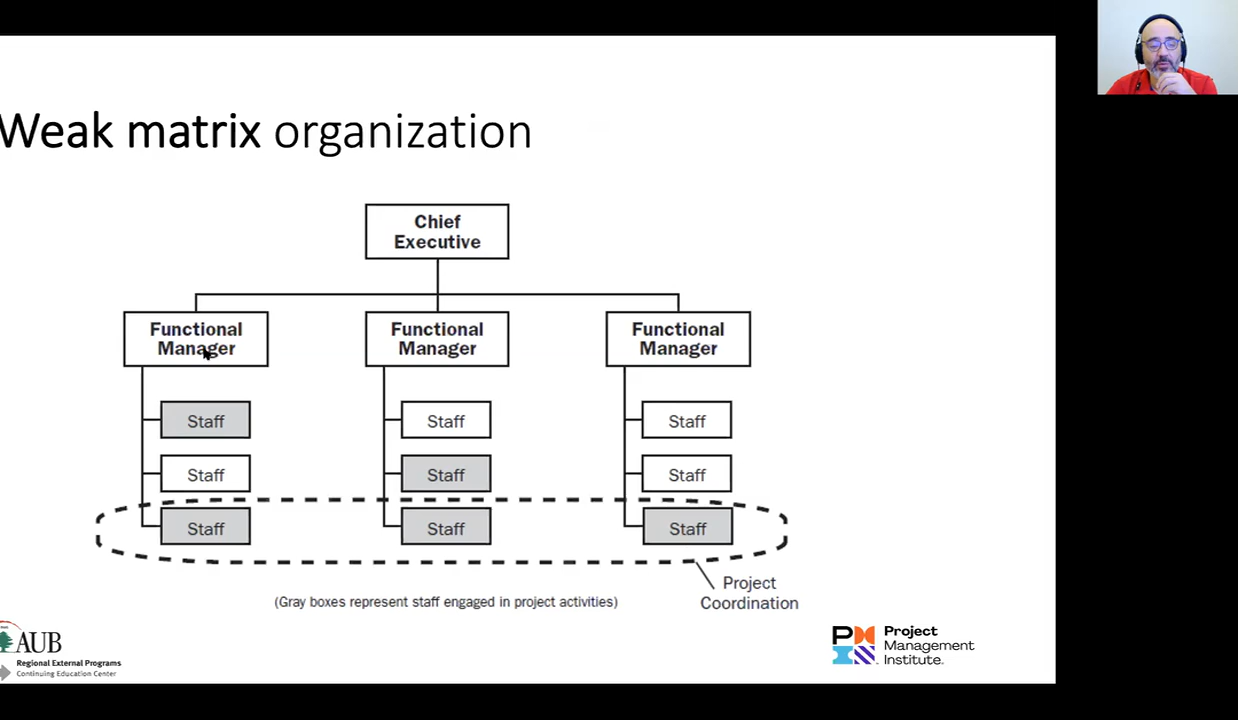 Weak matrix organization
Chief
Executive
Functional
Manager
Functional
Manager
Functional
Manager
Staff
Staff
Staff
Staff
Staff
Staff
Staff
Staff
Staff
Project
Coordination
(Gray boxes represent staff engaged in project activities)
AUB
Regional External Programs
Continuing Education Center
Project
Management
Institute.